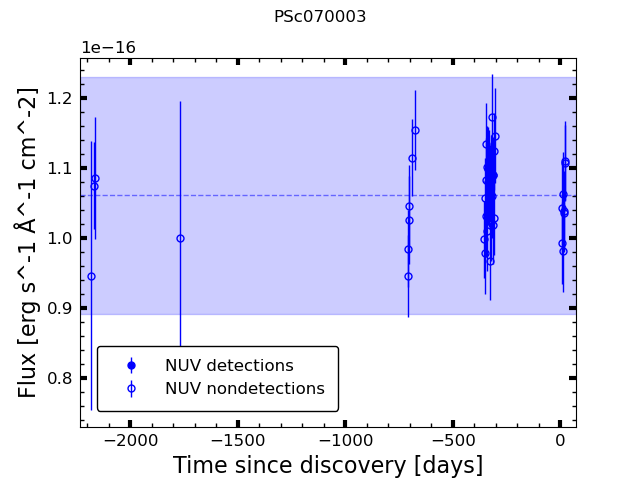 PSc070003
1e−16
1.2
1.1
1.0
0.9
0.8
Flux [erg s^-1 Å^-1 cm^-2]
NUV detections
NUV nondetections
−2000 −1500 −1000 −500 0
Time since discovery [days]